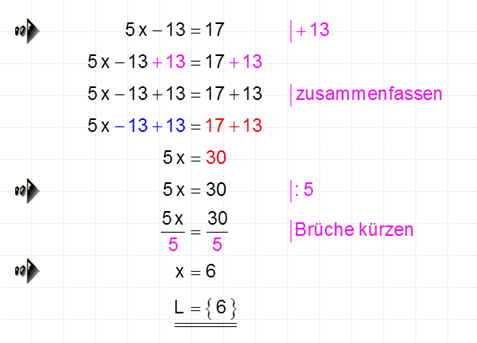 5x − 13 = 17 | + 13
5x − 13 + 13 = 17 + 13
5x − 13 + 13 = 17 + 13 | zusammenfassen
5x − 13 + 13 = 17 + 13
5x = 30
5x = 30 | : 5
5x/5 = 30/5 | Brüche kürzen
x = 6
L = {6}